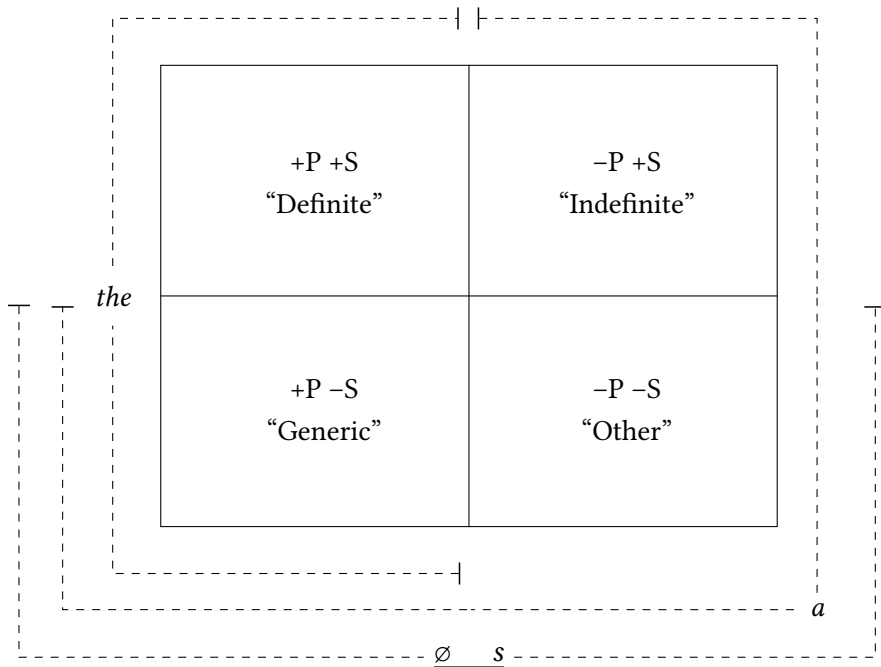 +P +S
“Definite”
–P +S
“Indefinite”
the
+P –S
“Generic”
–P –S
“Other”
a
∅ s